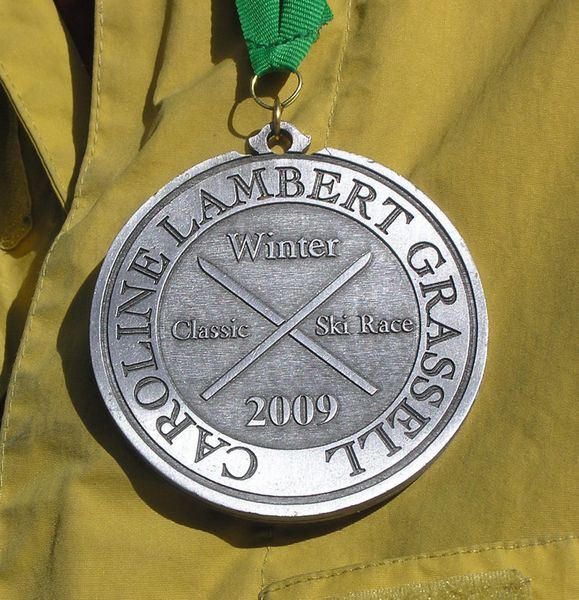 CAROLINE LAMBERT GRASSELL
Winter
Classic Ski Race
2009